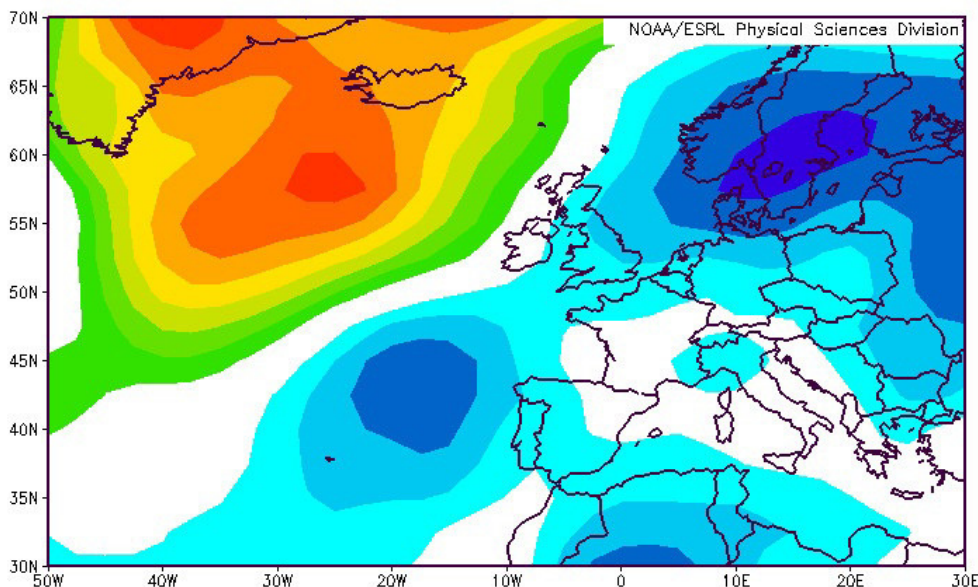 70N
NOAA/ESRL Physical Sciences Division
65N
60N
55N
50N
45N
40N
35N
30N
50W 40W 30W 20W 10W 0 10E 20E 30E